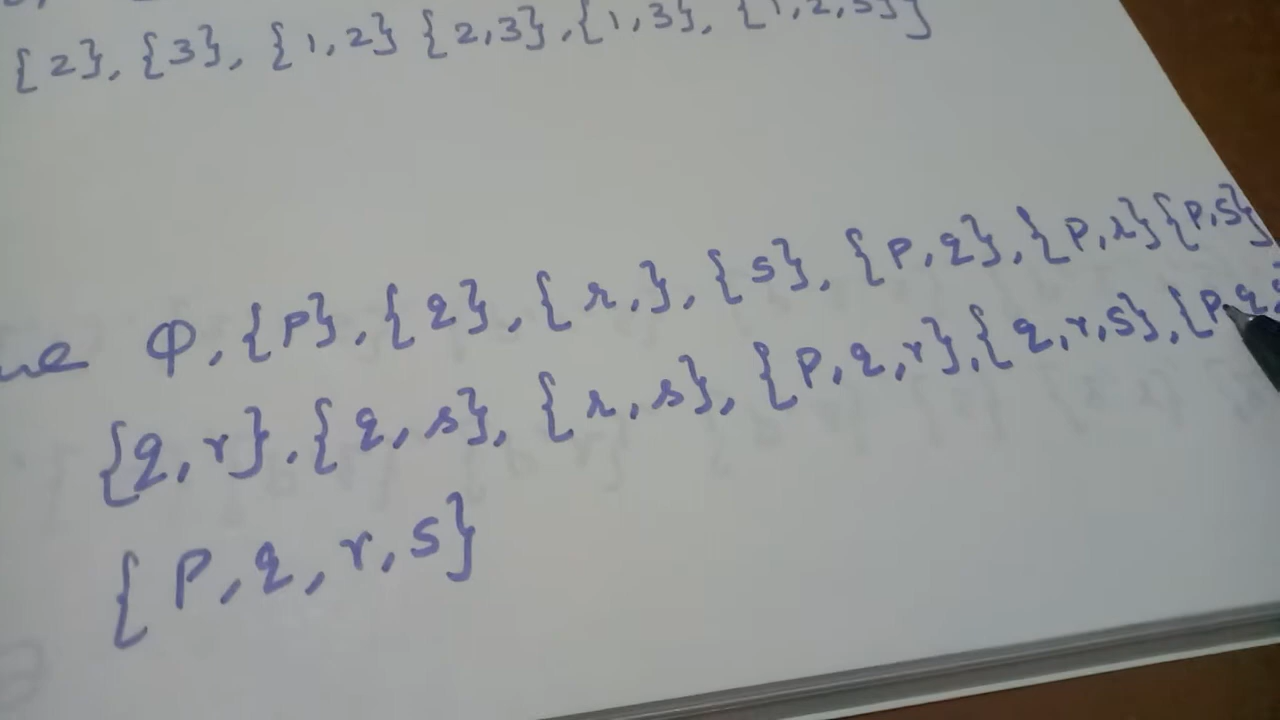 {2}, {3}, {1,2} {2,3}, {1,3}, {1,2,3}}
Φ, {P}, {q}, {r,}, {s}, {P,q}, {P,r} {P,s}
{q,r}, {q,s}, {r,s}, {P,q,r}, {q,r,s}, {P,q,
{P,q,r,s}